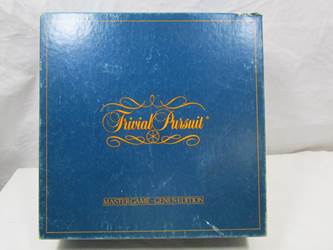 Trivial Pursuit®
MASTER GAME - GENUS EDITION